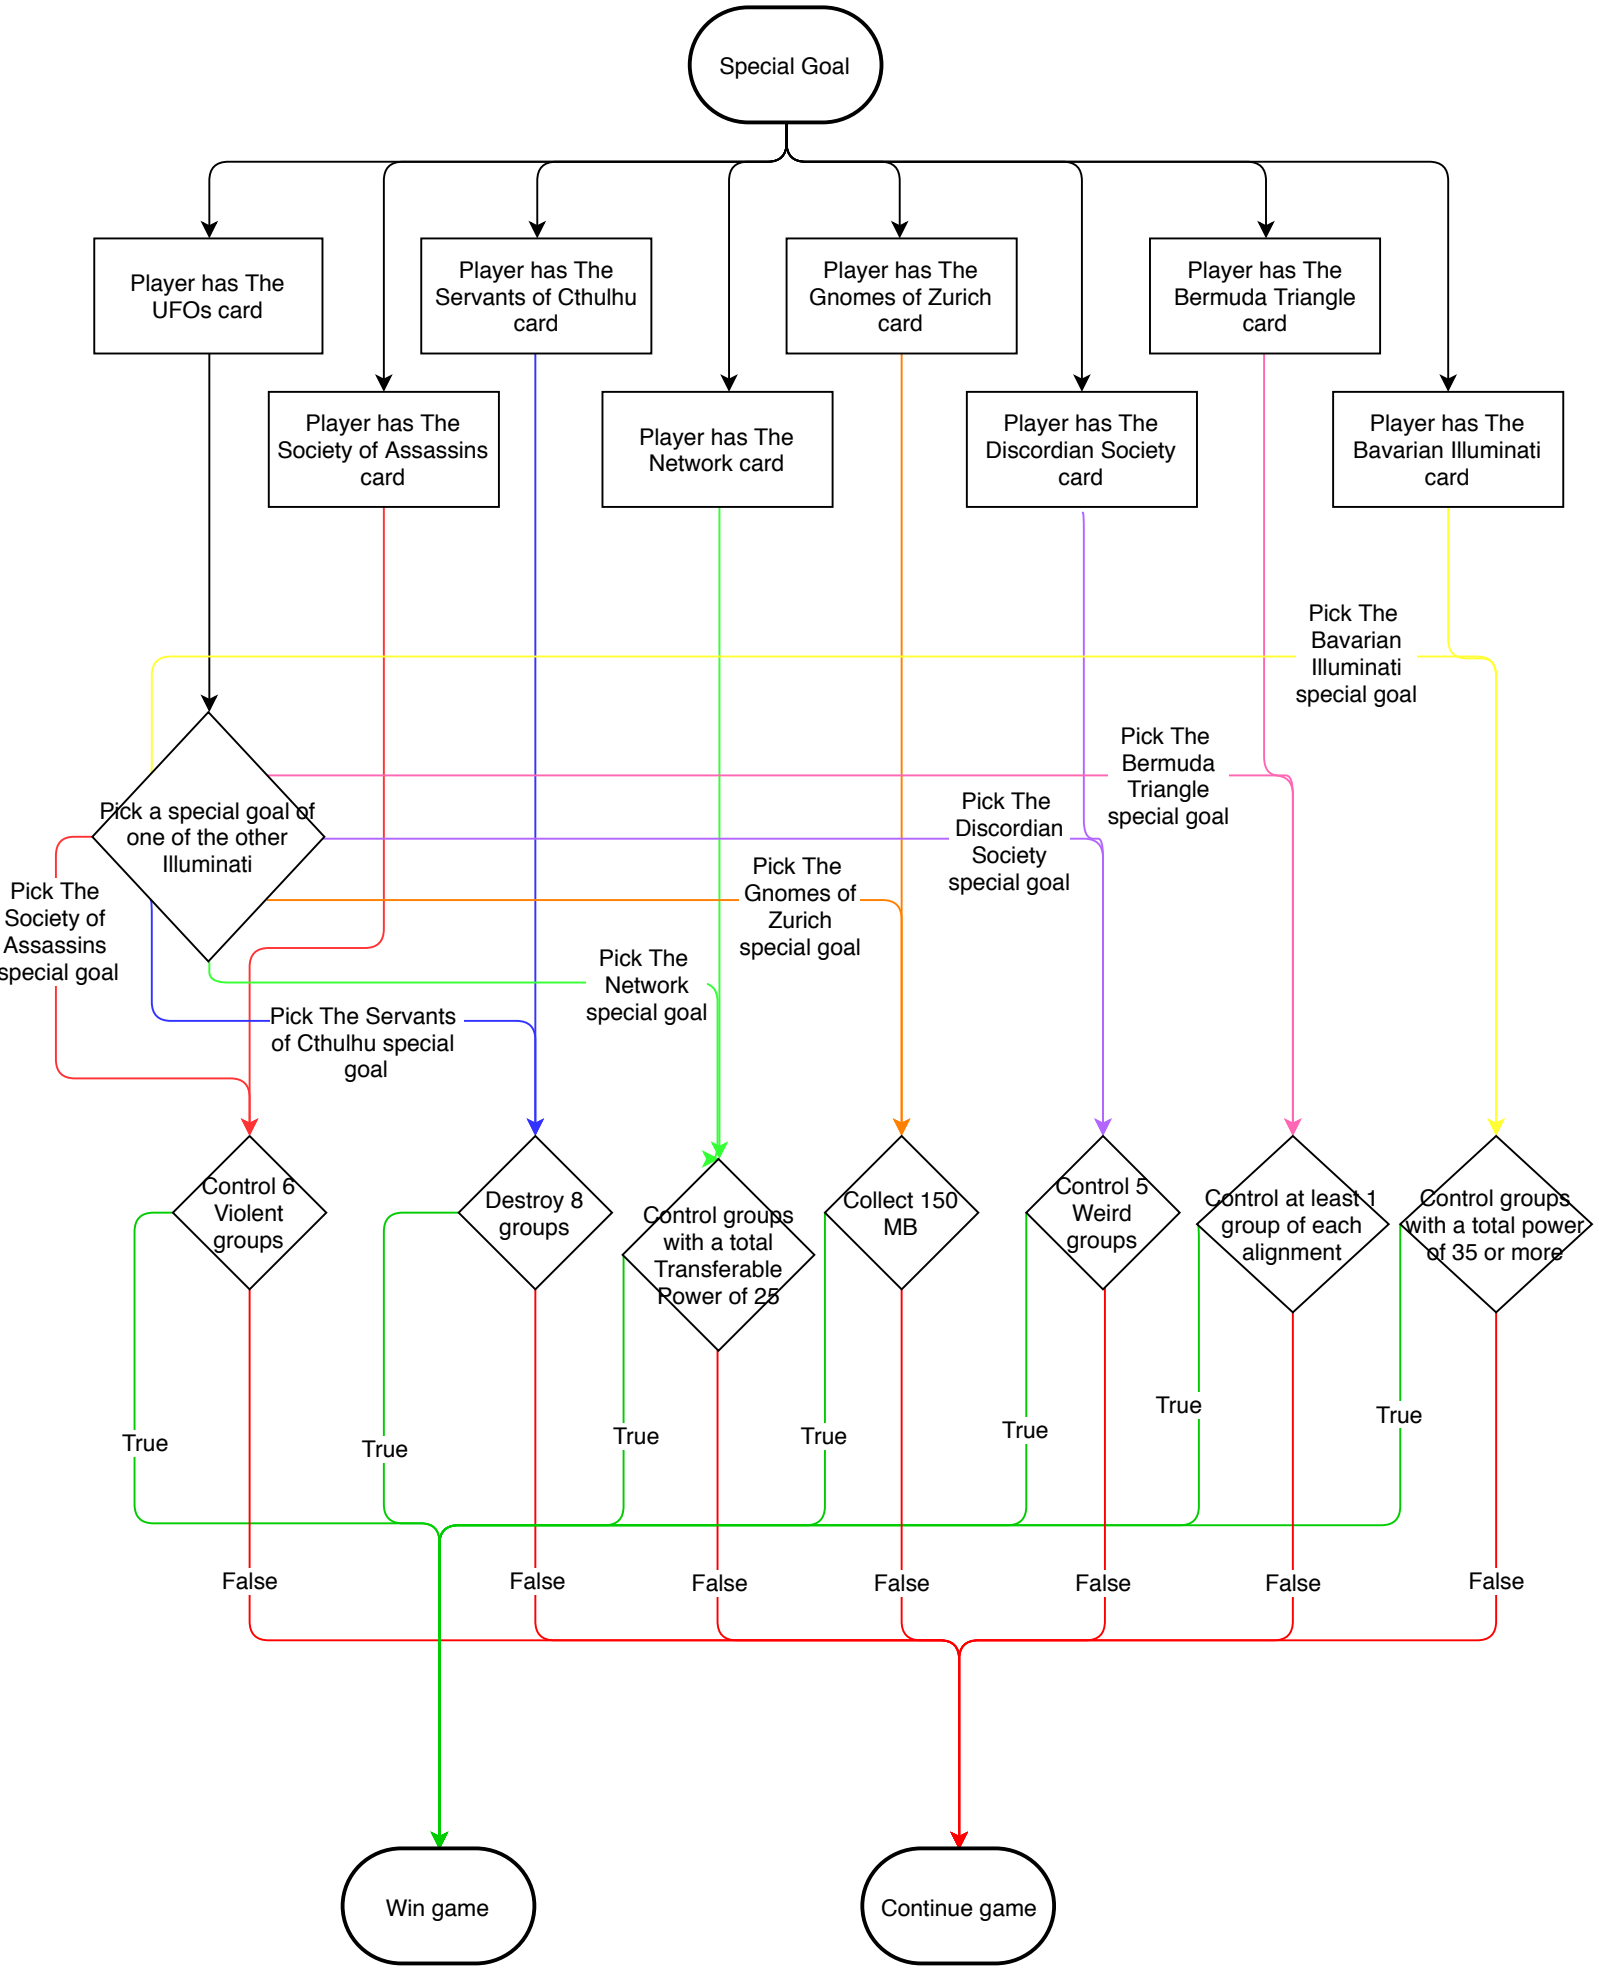 Special Goal
Player has The
UFOs card
Player has The
Servants of Cthulhu
card
Player has The
Gnomes of Zurich
card
Player has The
Bermuda Triangle
card
Player has The
Society of Assassins
card
Player has The
Network card
Player has The
Discordian Society
card
Player has The
Bavarian Illuminati
card
Pick The
Bavarian
Illuminati
special goal
Pick The
Bermuda
Triangle
special goal
Pick a special goal of
one of the other
Illuminati
Pick The
Discordian
Society
special goal
Pick The
Gnomes of
Zurich
special goal
Pick The
Society of
Assassins
special goal
Pick The
Network
special goal
Pick The Servants
of Cthulhu special
goal
Control 6
Violent
groups
Destroy 8
groups
Control groups
with a total
Transferable
Power of 25
Collect 150
MB
Control 5
Weird
groups
Control at least 1
group of each
alignment
Control groups
with a total power
of 35 or more
True
True
True
True
True
True
True
False
False
False
False
False
False
False
Win game
Continue game